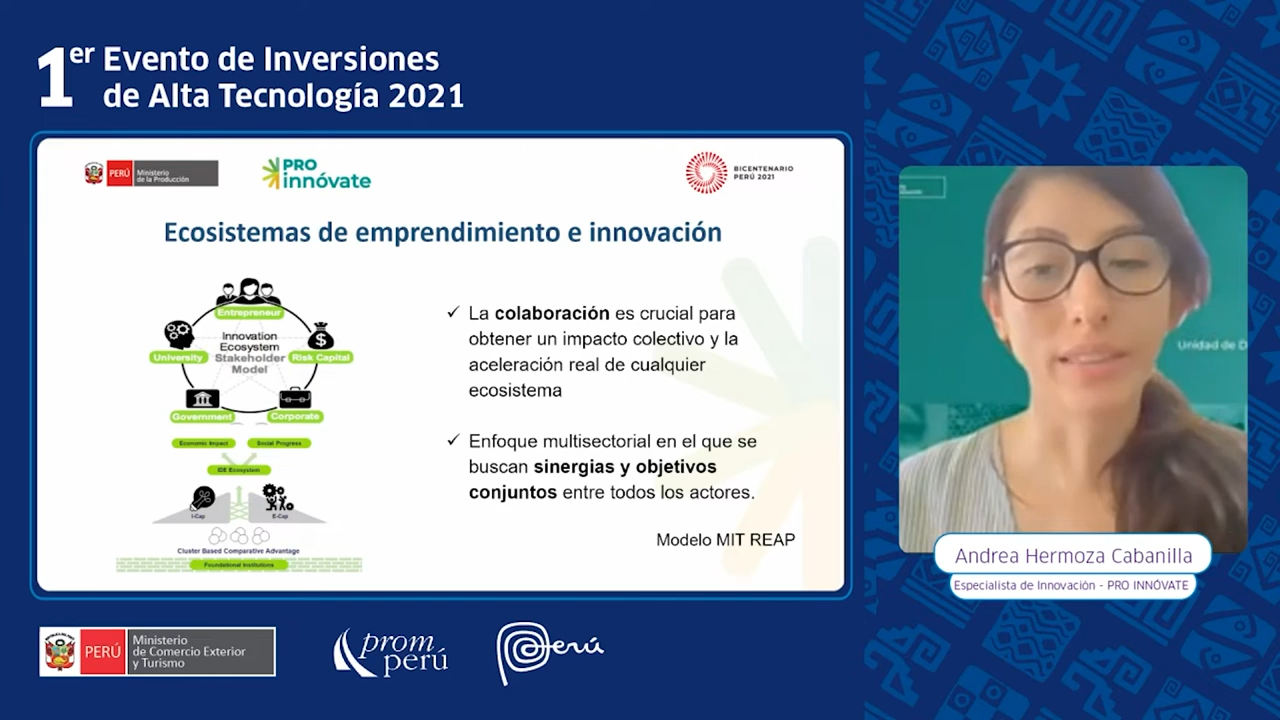 1er Evento de Inversiones
de Alta Tecnología 2021
PERÚ
Ministerio
de la Producción
PRO
innóvate
BICENTENARIO
PERÚ 2021
Ecosistemas de emprendimiento e innovación
Entrepreneur
University
Innovation
Ecosystem
Stakeholder
Model
Risk Capital
Government
Corporate
Economic Impact
Social Progress
IDE Ecosystem
I-Cap
E-Cap
Cluster Based Comparative Advantage
Foundational Institutions
✓ La colaboración es crucial para
obtener un impacto colectivo y la
aceleración real de cualquier
ecosistema
✓ Enfoque multisectorial en el que se
buscan sinergias y objetivos
conjuntos entre todos los actores.
Modelo MIT REAP
Unidad de D
Andrea Hermoza Cabanilla
Especialista de Innovación - PRO INNÓVATE
PERÚ
Ministerio
de Comercio Exterior
y Turismo
prom
perú
Perú